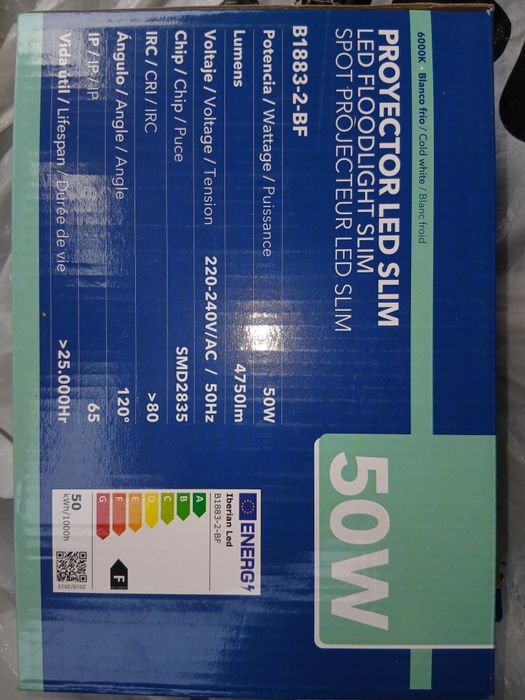 6000K · Blanco frío / Cold white / Blanc froid
PROYECTOR LED SLIM
LED FLOODLIGHT SLIM
SPOT PROJECTEUR LED SLIM
50W
B1883-2-BF
Potencia / Wattage / Puissance 50W
Lumens 4750lm
Voltaje / Voltage / Tension 220-240V/AC / 50Hz
Chip / Chip / Puce SMD2835
IRC / CRI / IRC >80
Ángulo / Angle / Angle 120°
IP / IP / IP 65
Vida útil / Lifespan / Durée de vie >25.000Hr
ENERG
Iberian Led
B1883-2-BF
A
B
C
D
E
F
G
F
50
kWh/1000h
2019/2015